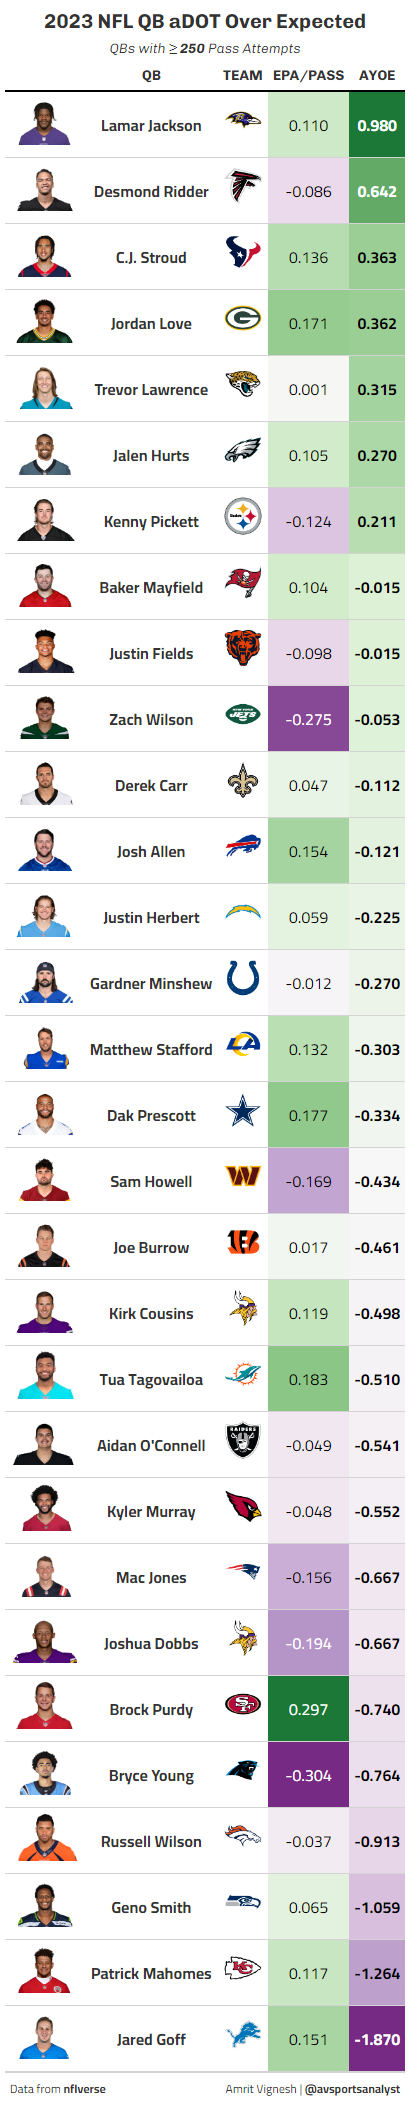 2023 NFL QB aDOT Over Expected
QBs with ≥ 250 Pass Attempts
QB TEAM EPA/PASS AYOE
Lamar Jackson 0.110 0.980
Desmond Ridder -0.086 0.642
C.J. Stroud 0.136 0.363
Jordan Love 0.171 0.362
Trevor Lawrence 0.001 0.315
Jalen Hurts 0.105 0.270
Kenny Pickett Steelers -0.124 0.211
Baker Mayfield 0.104 -0.015
Justin Fields -0.098 -0.015
Zach Wilson JETS -0.275 -0.053
Derek Carr 0.047 -0.112
Josh Allen 0.154 -0.121
Justin Herbert 0.059 -0.225
Gardner Minshew -0.012 -0.270
Matthew Stafford LA 0.132 -0.303
Dak Prescott 0.177 -0.334
Sam Howell W -0.169 -0.434
Joe Burrow 0.017 -0.461
Kirk Cousins 0.119 -0.498
Tua Tagovailoa 0.183 -0.510
Aidan O'Connell RAIDERS -0.049 -0.541
Kyler Murray -0.048 -0.552
Mac Jones -0.156 -0.667
Joshua Dobbs -0.194 -0.667
Brock Purdy SF 0.297 -0.740
Bryce Young -0.304 -0.764
Russell Wilson -0.037 -0.913
Geno Smith 0.065 -1.059
Patrick Mahomes KC 0.117 -1.264
Jared Goff 0.151 -1.870
Data from nflverse Amrit Vignesh | @avsportsanalyst